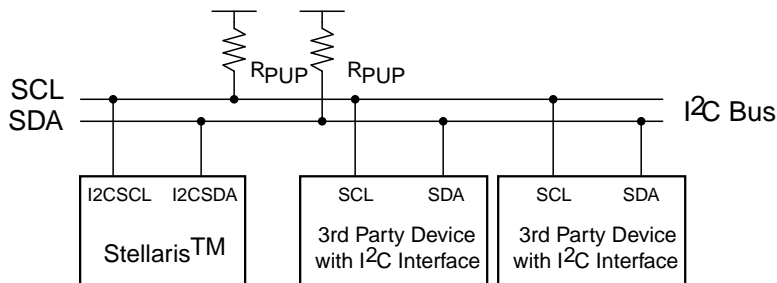 RPUP RPUP
SCL
SDA
I2C Bus
I2CSCL I2CSDA
StellarisTM
SCL SDA
3rd Party Device
with I2C Interface
SCL SDA
3rd Party Device
with I2C Interface